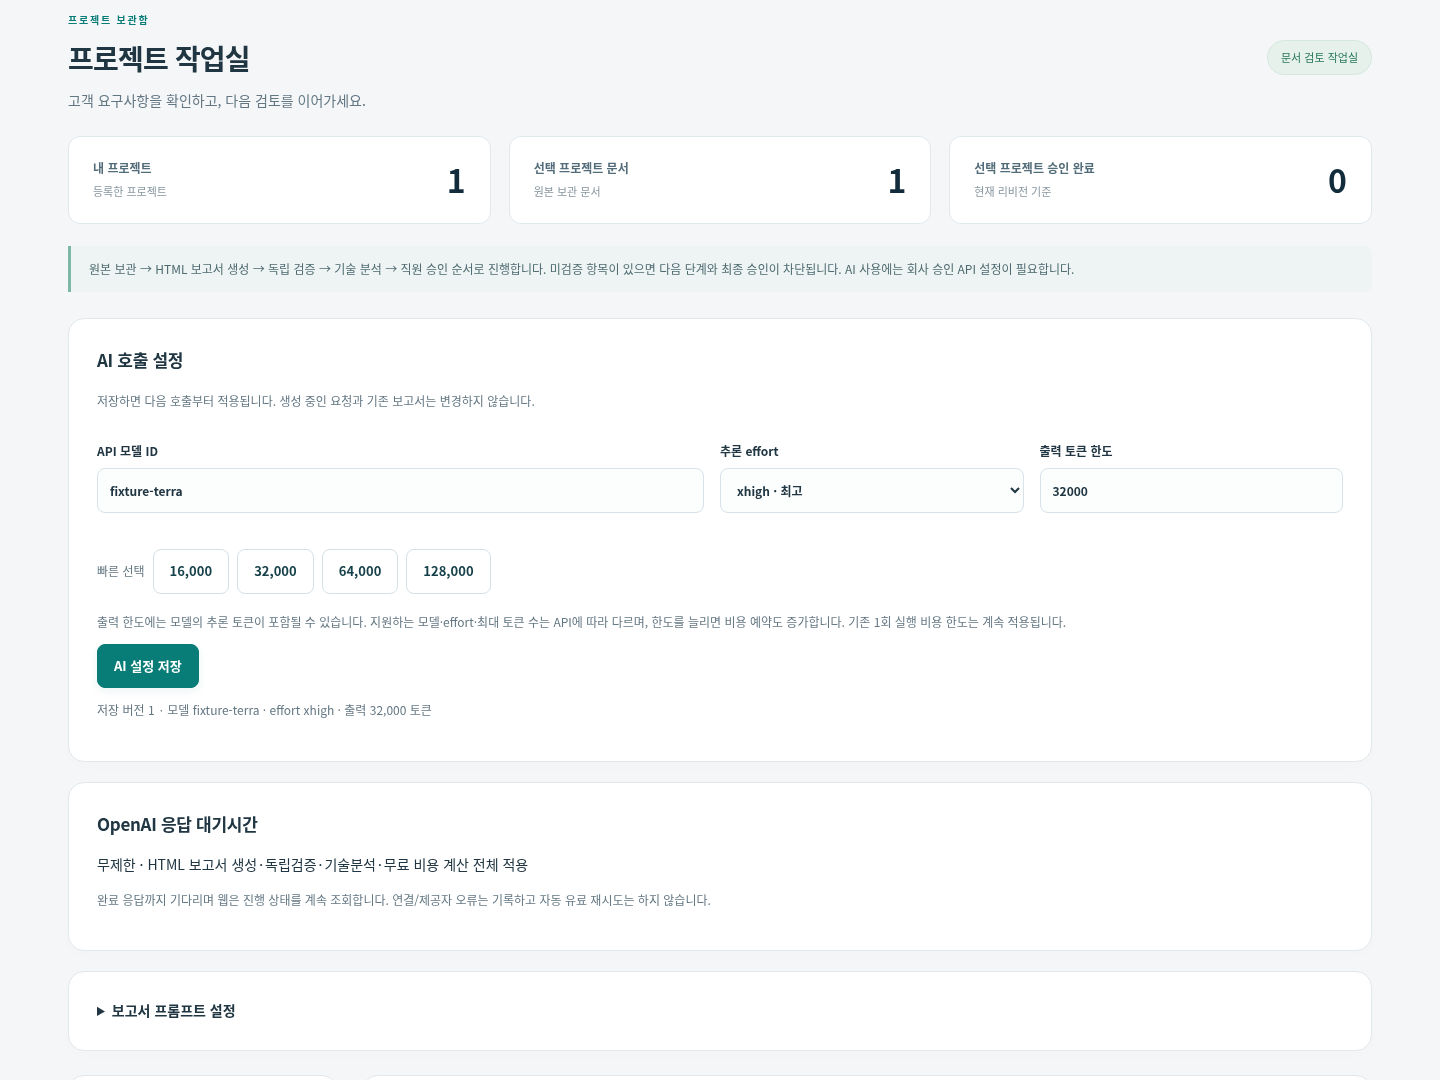 프로젝트 보관함
프로젝트 작업실
문서 검토 작업실
고객 요구사항을 확인하고, 다음 검토를 이어가세요.
내 프로젝트
등록한 프로젝트
1
선택 프로젝트 문서
원본 보관 문서
1
선택 프로젝트 승인 완료
현재 리비전 기준
0
원본 보관 → HTML 보고서 생성 → 독립 검증 → 기술 분석 → 직원 승인 순서로 진행합니다. 미검증 항목이 있으면 다음 단계와 최종 승인이 차단됩니다. AI 사용에는 회사 승인 API 설정이 필요합니다.
AI 호출 설정
저장하면 다음 호출부터 적용됩니다. 생성 중인 요청과 기존 보고서는 변경하지 않습니다.
API 모델 ID
추론 effort
출력 토큰 한도
fixture-terra
xhigh · 최고
32000
빠른 선택
16,000
32,000
64,000
128,000
출력 한도에는 모델의 추론 토큰이 포함될 수 있습니다. 지원하는 모델·effort·최대 토큰 수는 API에 따라 다르며, 한도를 늘리면 비용 예약도 증가합니다. 기존 1회 실행 비용 한도는 계속 적용됩니다.
AI 설정 저장
저장 버전 1 · 모델 fixture-terra · effort xhigh · 출력 32,000 토큰
OpenAI 응답 대기시간
무제한 · HTML 보고서 생성·독립검증·기술분석·무료 비용 계산 전체 적용
완료 응답까지 기다리며 웹은 진행 상태를 계속 조회합니다. 연결/제공자 오류는 기록하고 자동 유료 재시도는 하지 않습니다.
▶ 보고서 프롬프트 설정